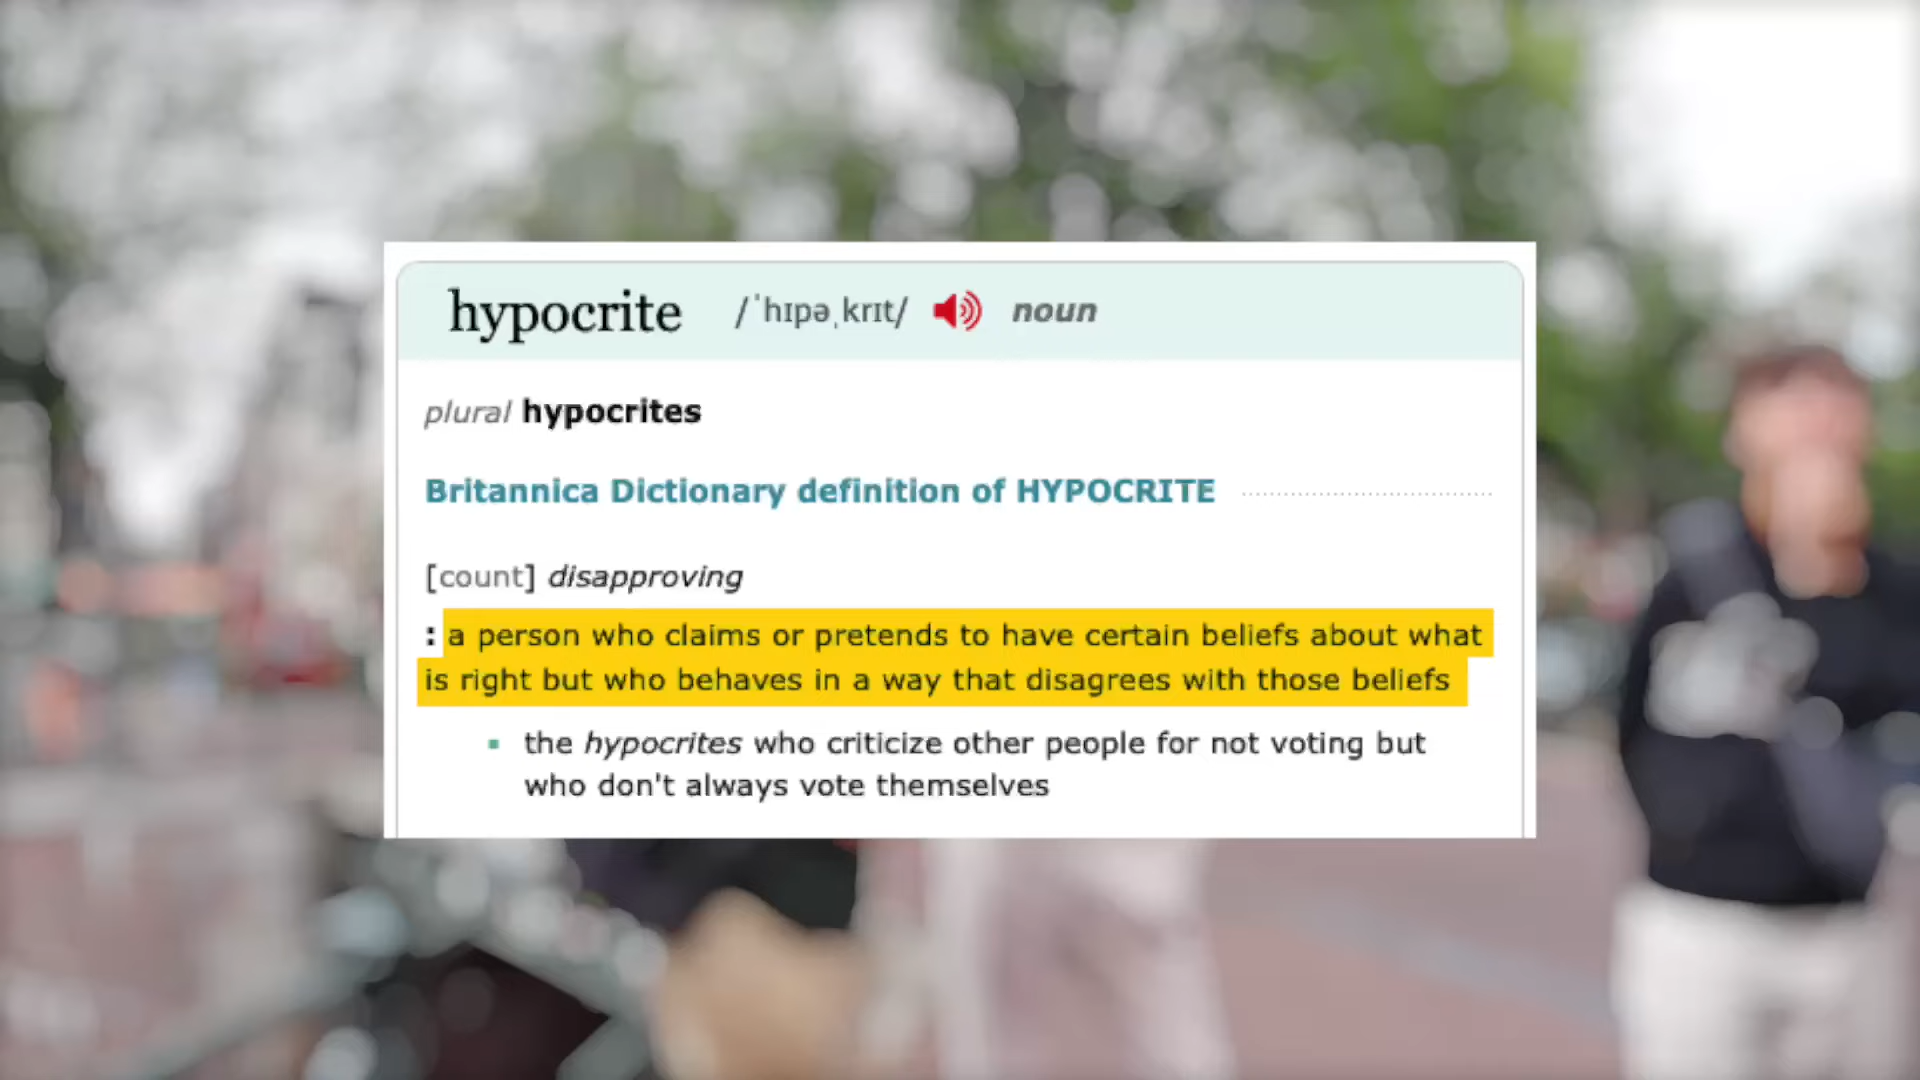 hypocrite /ˈhɪpəˌkrɪt/ noun
plural hypocrites
Britannica Dictionary definition of HYPOCRITE
[count] disapproving
: a person who claims or pretends to have certain beliefs about what
is right but who behaves in a way that disagrees with those beliefs
▪ the hypocrites who criticize other people for not voting but
who don't always vote themselves